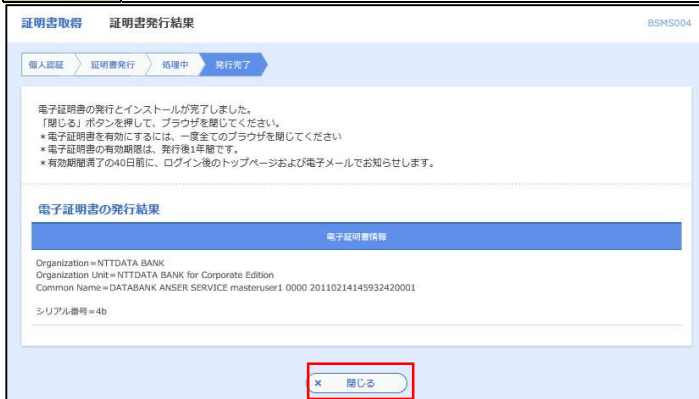 証明書取得 証明書発行結果 BSMS004
個人認証 証明書発行 処理中 発行完了
電子証明書の発行とインストールが完了しました。
「閉じる」ボタンを押して、ブラウザを閉じてください。
*電子証明書を有効にするには、一度全てのブラウザを閉じてください
*電子証明書の有効期限は、発行後1年間です。
*有効期間満了の40日前に、ログイン後のトップページおよび電子メールでお知らせします。
電子証明書の発行結果
電子証明書情報
Organization=NTTDATA BANK
Organization Unit=NTTDATA BANK for Corporate Edition
Common Name=DATABANK ANSER SERVICE masteruser1 0000 20110214145932420001
シリアル番号=4b
× 閉じる